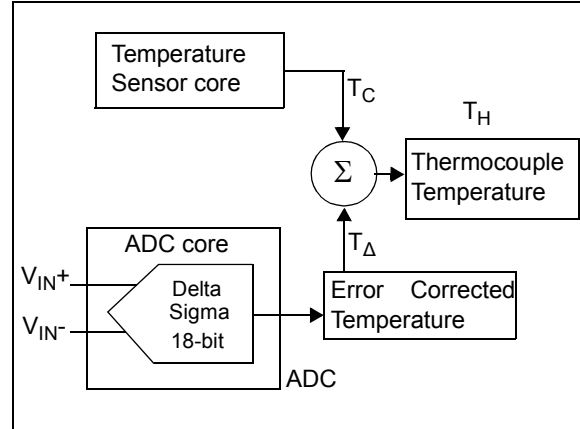 Temperature
Sensor core
T_C
T_H
Σ
Thermocouple
Temperature
ADC core
T_Δ
V_IN+
V_IN-
Delta
Sigma
18-bit
Error Corrected
Temperature
ADC